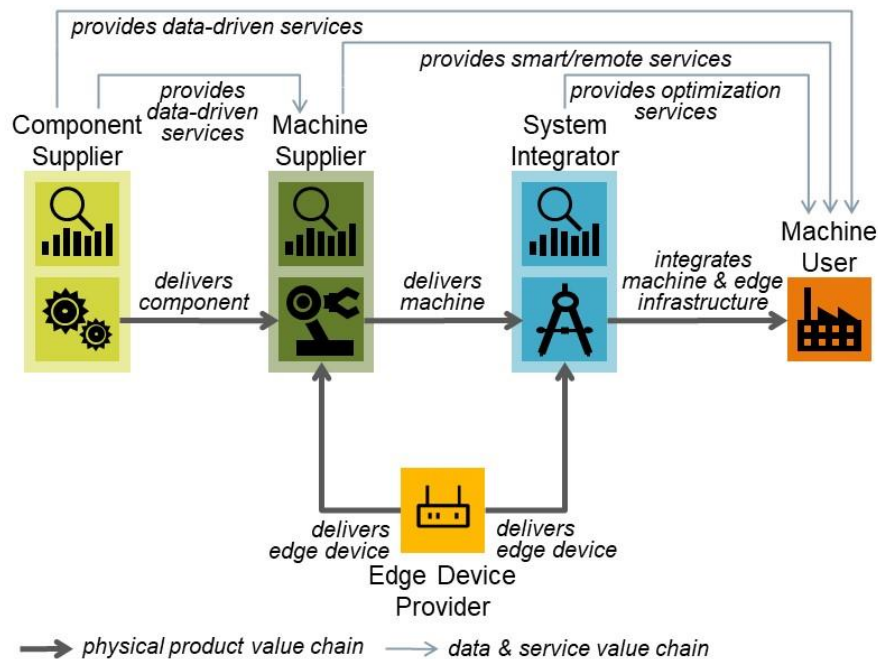 provides data-driven services
provides smart/remote services
provides
data-driven
services
provides optimization
services
Component
Supplier
Machine
Supplier
System
Integrator
Machine
User
delivers
component
delivers
machine
integrates
machine & edge
infrastructure
delivers
edge device
delivers
edge device
Edge Device
Provider
physical product value chain
data & service value chain